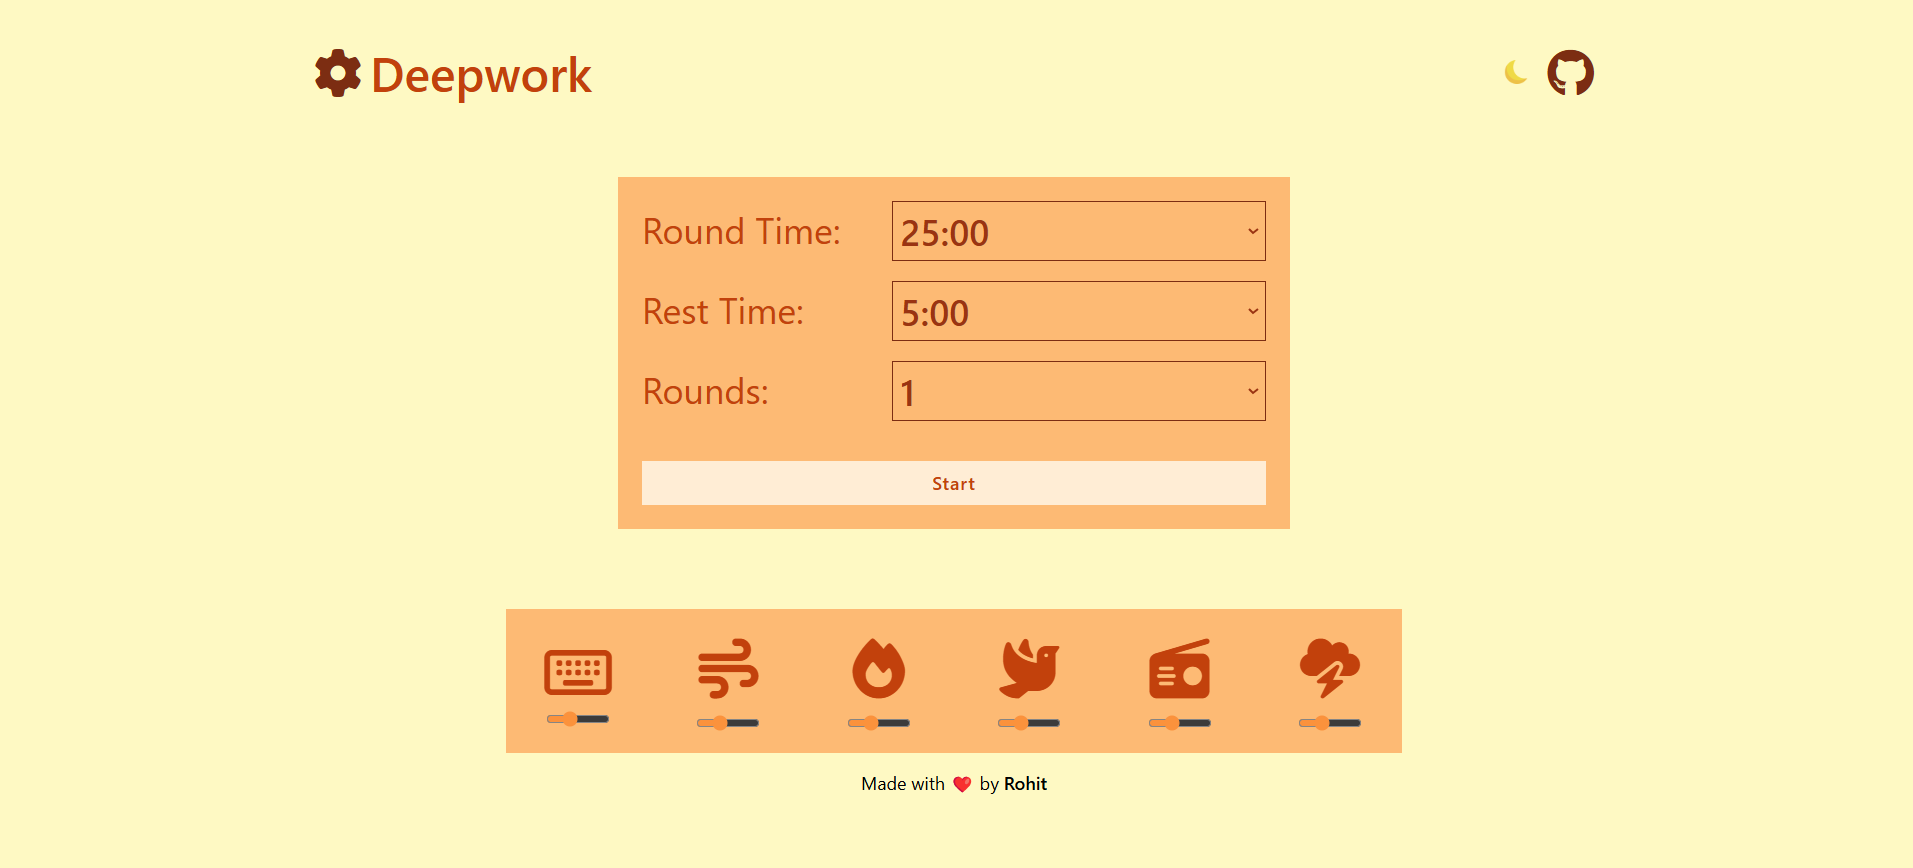 Deepwork
Round Time: 25:00
Rest Time: 5:00
Rounds: 1
Start
Made with ❤️ by Rohit